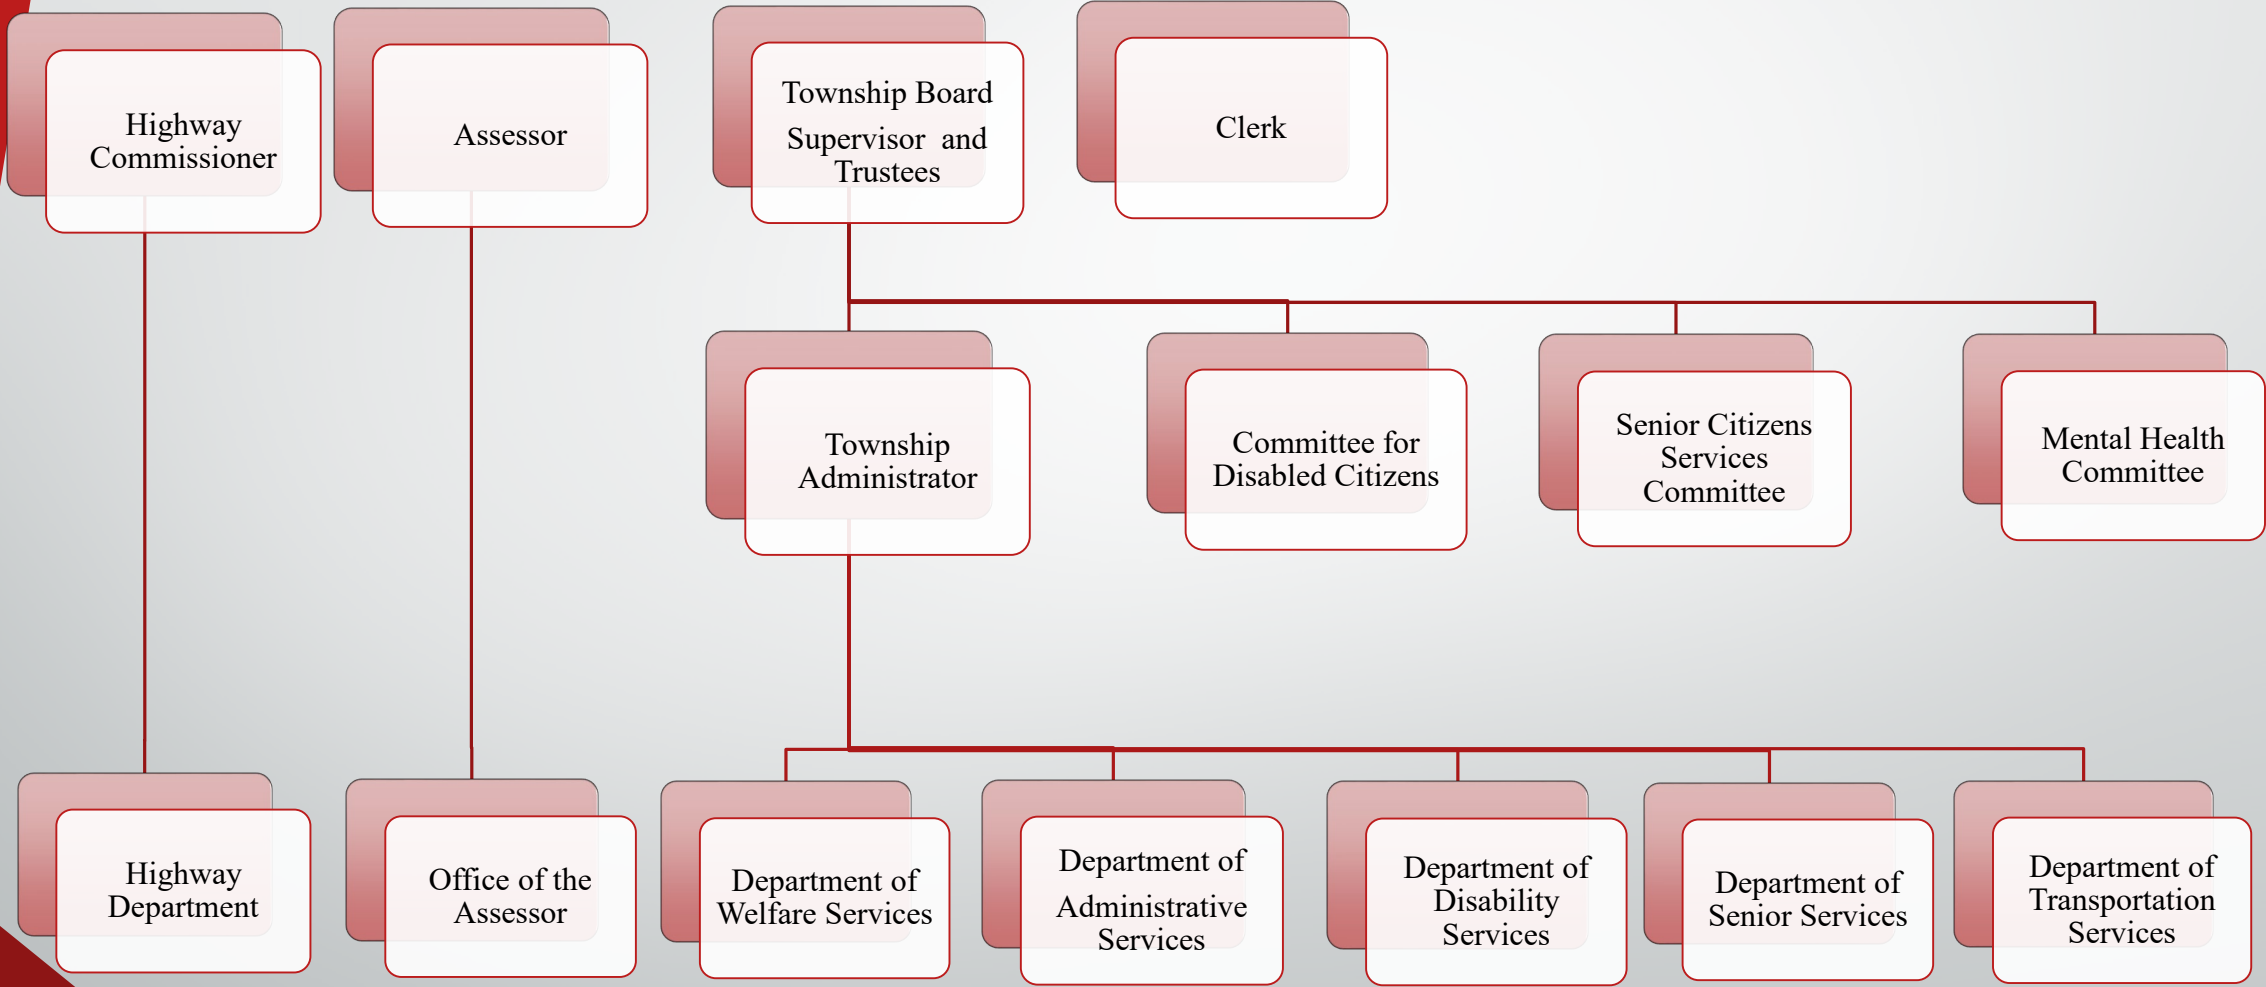 Highway
Commissioner
Assessor
Township Board
Supervisor  and
Trustees
Clerk
Township
Administrator
Committee for
Disabled Citizens
Senior Citizens
Services
Committee
Mental Health
Committee
Highway
Department
Office of the
Assessor
Department of
Welfare Services
Department of
Administrative
Services
Department of
Disability
Services
Department of
Senior Services
Department of
Transportation
Services